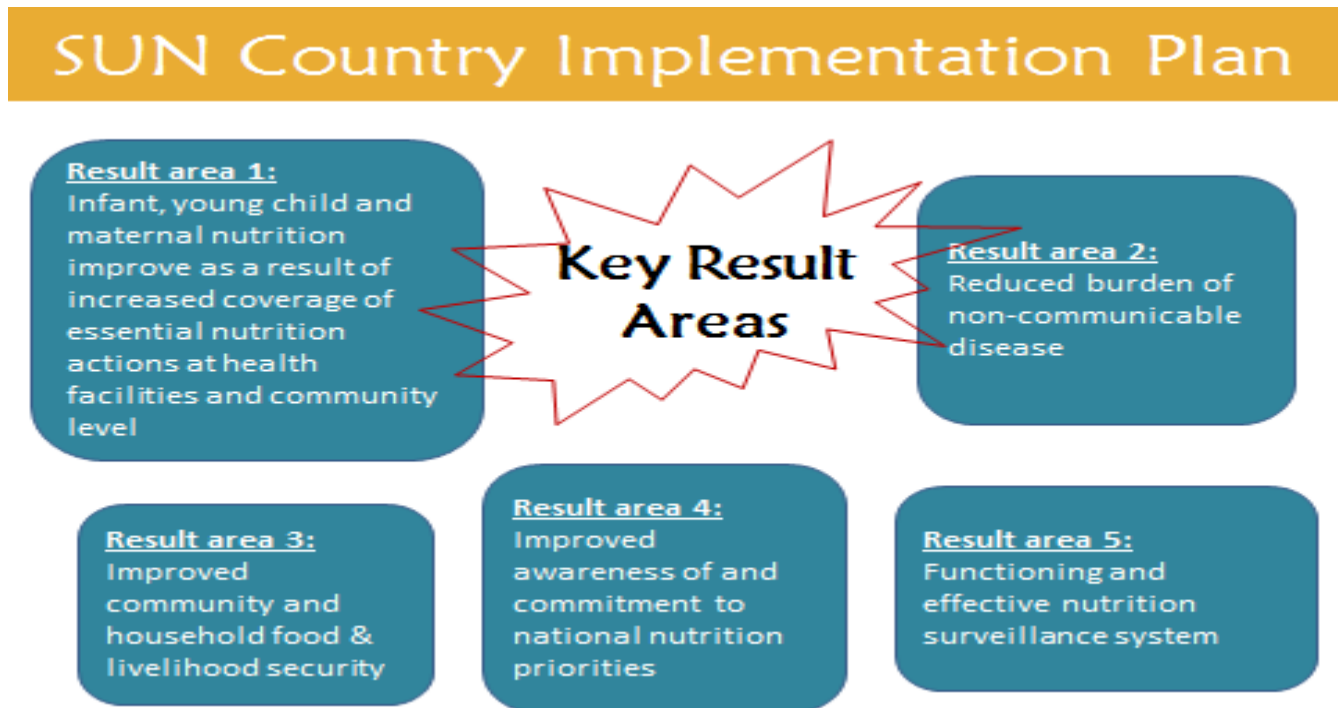 SUN Country Implementation Plan
Result area 1:
Infant, young child and
maternal nutrition
improve as a result of
increased coverage of
essential nutrition
actions at health
facilities and community
level
Key Result
Areas
Result area 2:
Reduced burden of
non-communicable
disease
Result area 3:
Improved
community and
household food &
livelihood security
Result area 4:
Improved
awareness of and
commitment to
national nutrition
priorities
Result area 5:
Functioning and
effective nutrition
surveillance system